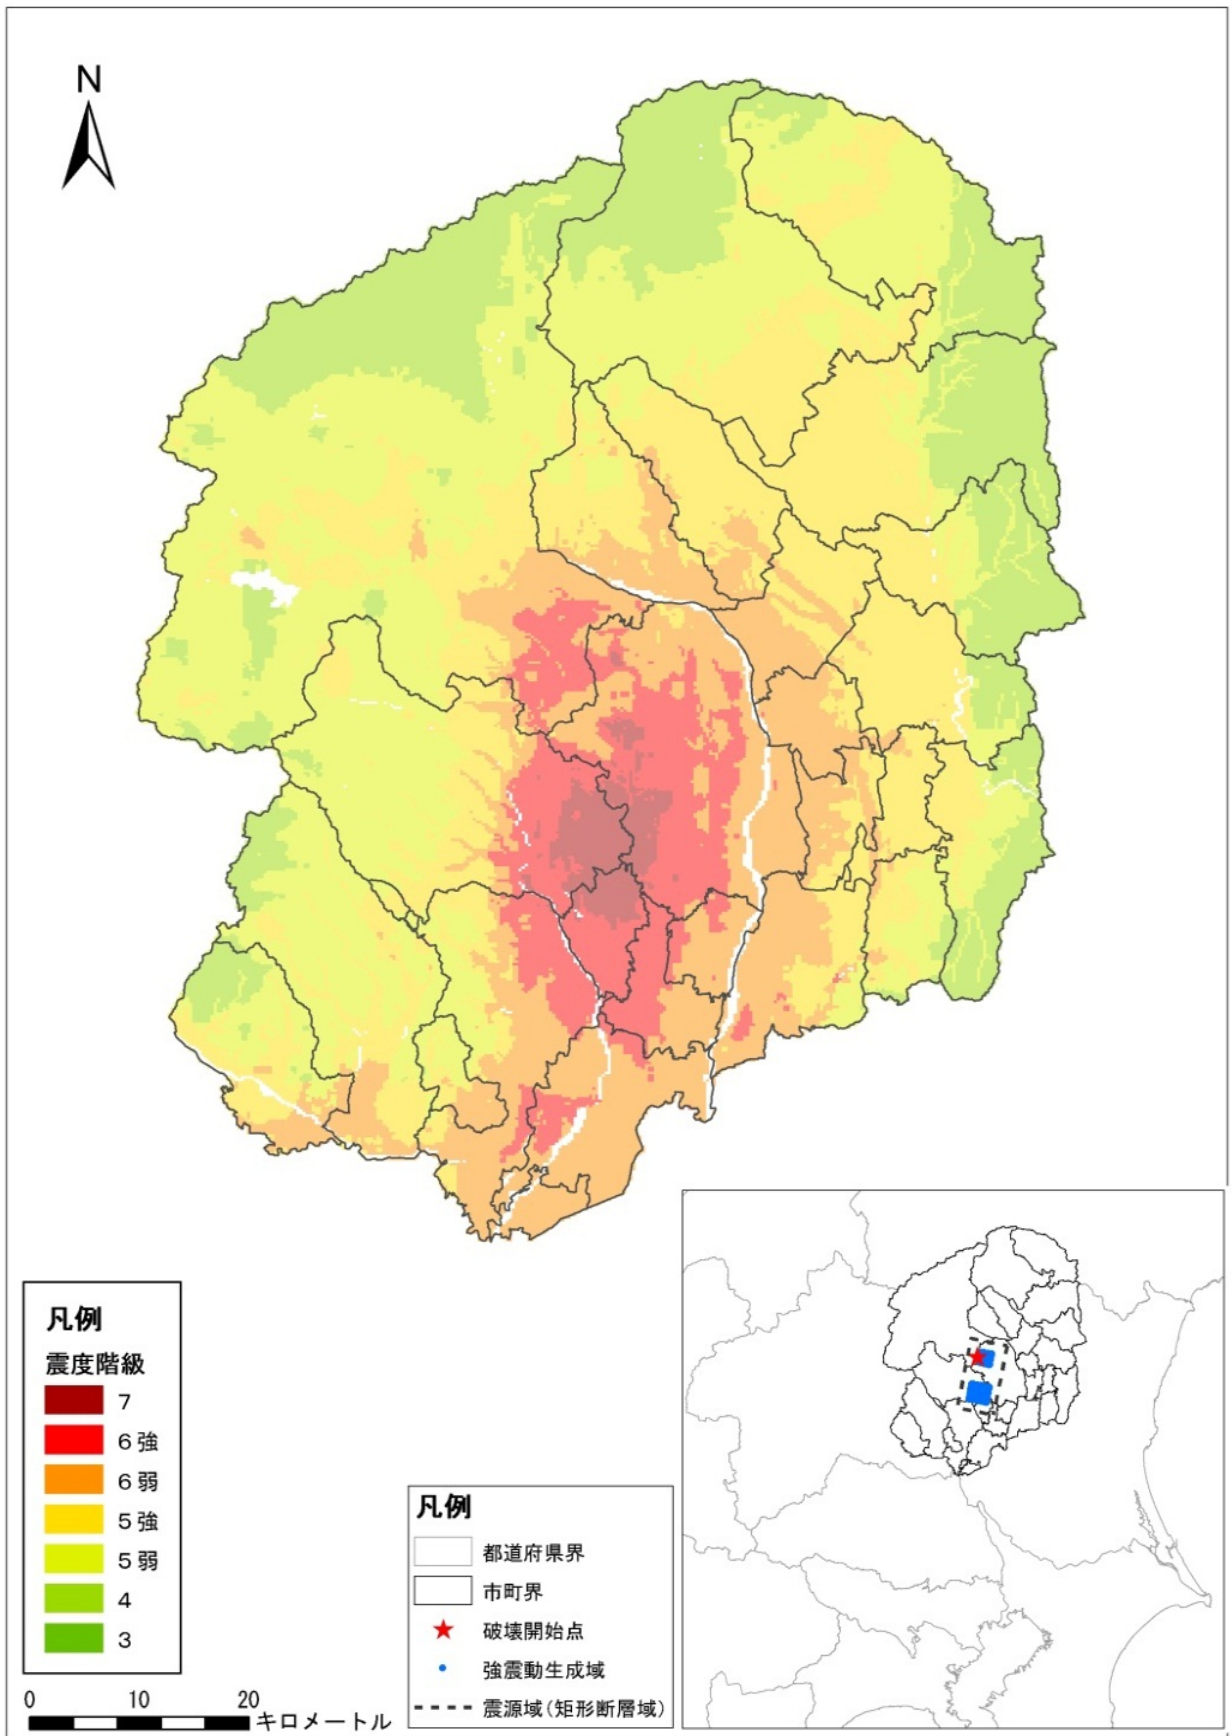 N
凡例
震度階級
7
6強
6弱
5強
5弱
4
3
0 10 20
キロメートル
凡例
都道府県界
市町界
破壊開始点
強震動生成域
震源域(矩形断層域)